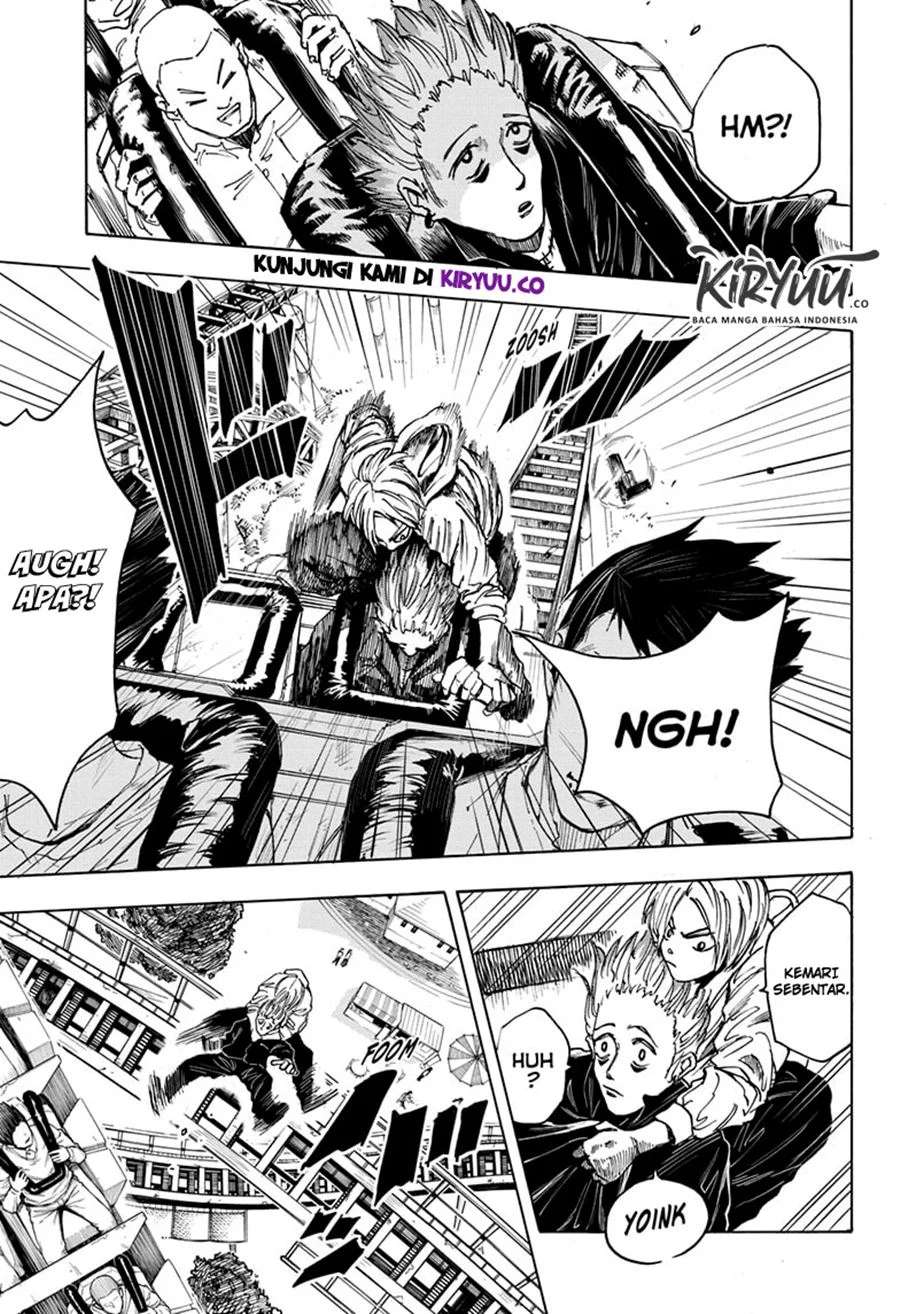 HM?!
KUNJUNGI KAMI DI KIRYUU.CO
KiRYUU.CO
BACA MANGA BAHASA INDONESIA
ZOOSH
NGH!
AUGH!
APA?!
KEMARI
SEBENTAR.
HUH
?
YOINK
FOOM